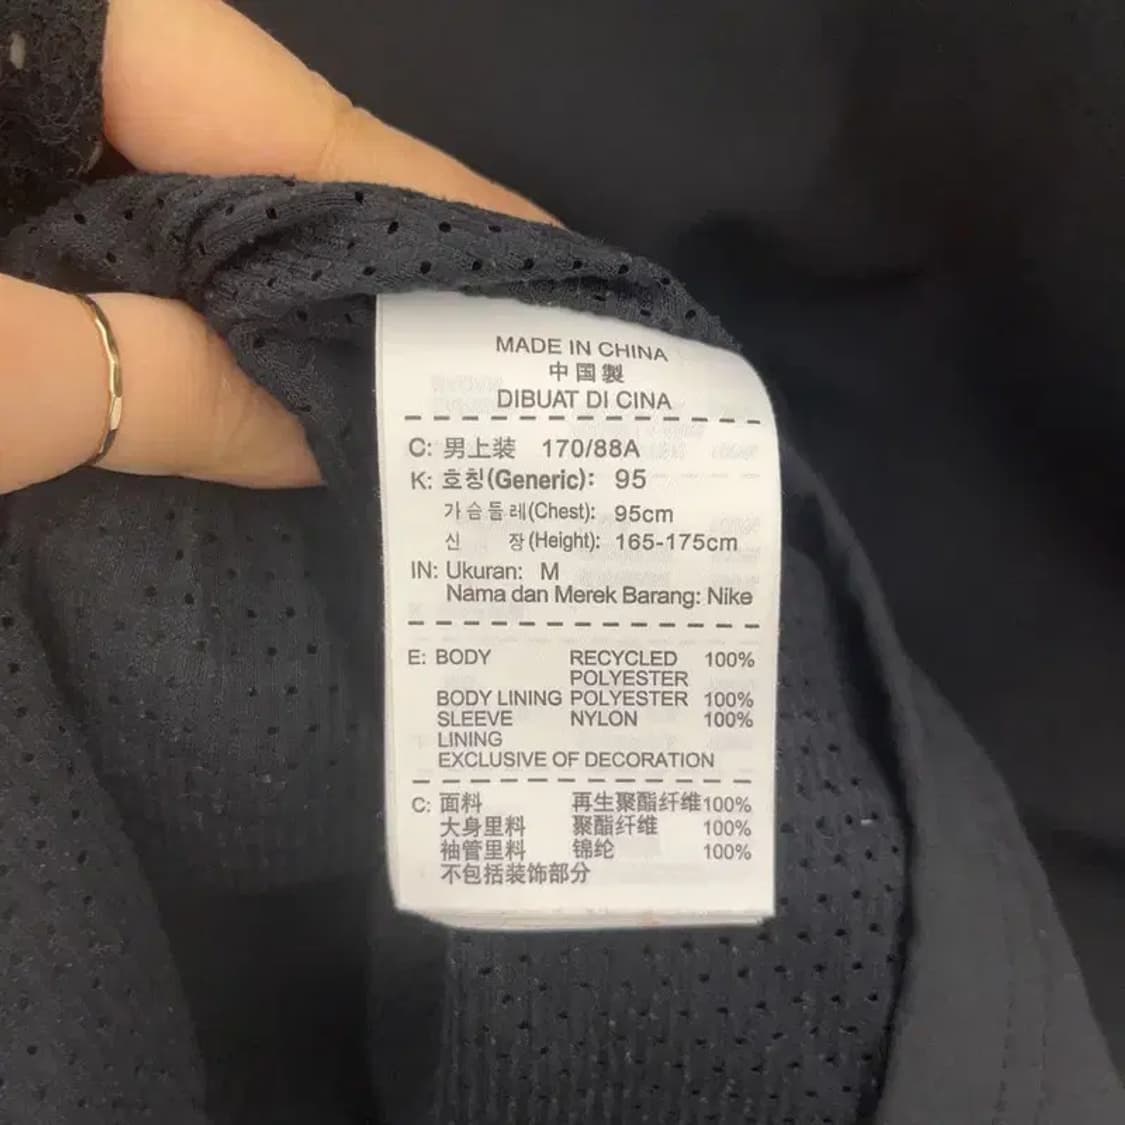 MADE IN CHINA
中国製
DIBUAT DI CINA
C: 男上装 170/88A
K: 호칭(Generic): 95
가슴둘레(Chest): 95cm
신 장(Height): 165-175cm
IN: Ukuran: M
Nama dan Merek Barang: Nike
E: BODY RECYCLED 100%
POLYESTER
BODY LINING POLYESTER 100%
SLEEVE NYLON 100%
LINING
EXCLUSIVE OF DECORATION
C: 面料 再生聚酯纤维100%
大身里料 聚酯纤维 100%
袖管里料 锦纶 100%
不包括装饰部分